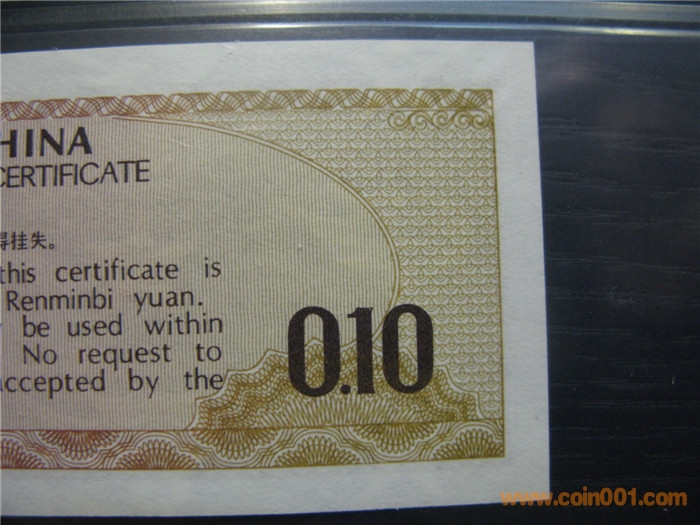 HINA
CERTIFICATE
得挂失。
this certificate is
Renminbi yuan.
be used within
No request to
accepted by the
0.10
www.coin001.com